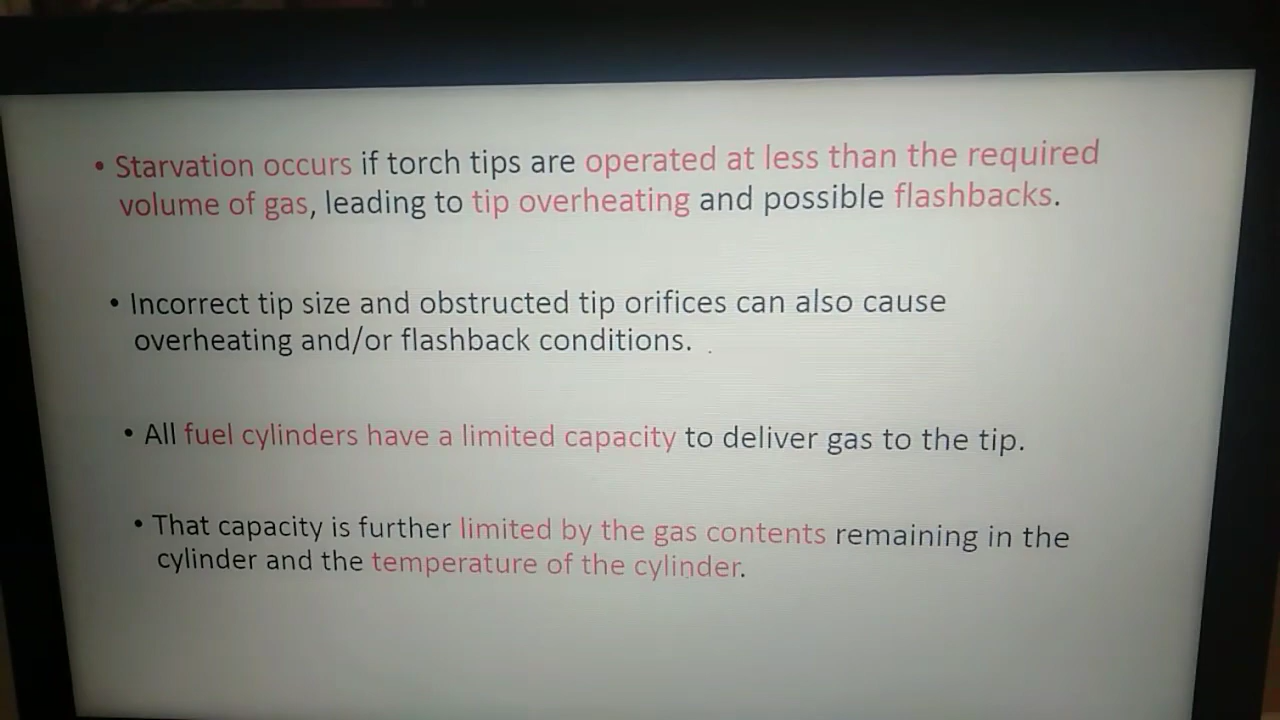 • Starvation occurs if torch tips are operated at less than the required
volume of gas, leading to tip overheating and possible flashbacks.
• Incorrect tip size and obstructed tip orifices can also cause
overheating and/or flashback conditions.
• All fuel cylinders have a limited capacity to deliver gas to the tip.
• That capacity is further limited by the gas contents remaining in the
cylinder and the temperature of the cylinder.